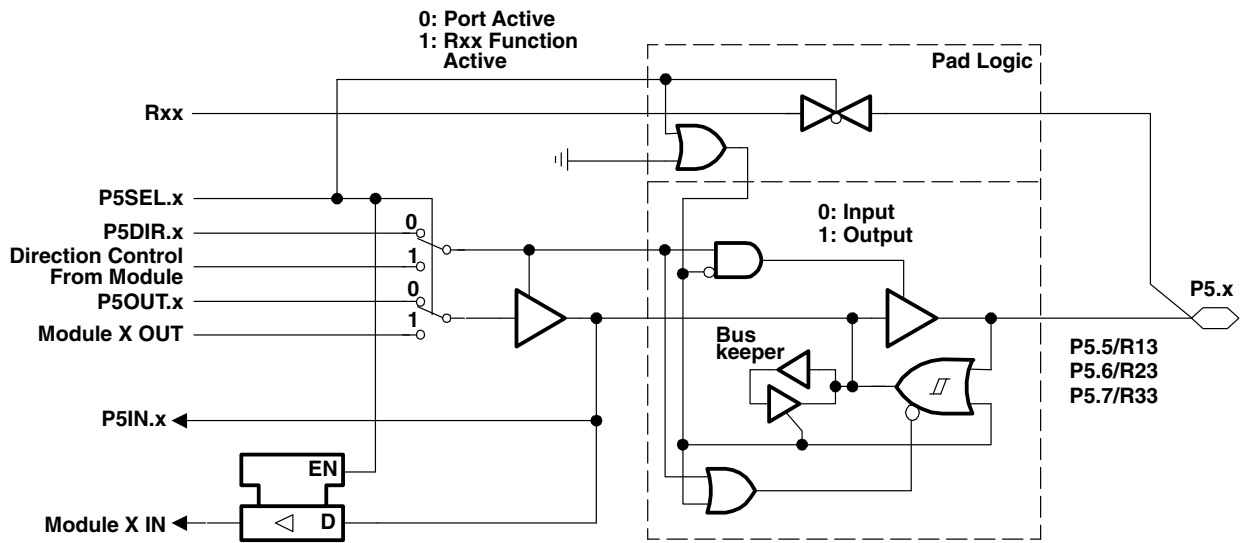 0: Port Active
1: Rxx Function
Active
Pad Logic
Rxx
P5SEL.x
P5DIR.x
0
Direction Control
From Module
1
P5OUT.x
0
Module X OUT
1
0: Input
1: Output
P5.x
Bus
keeper
P5.5/R13
P5.6/R23
P5.7/R33
P5IN.x
EN
D
Module X IN